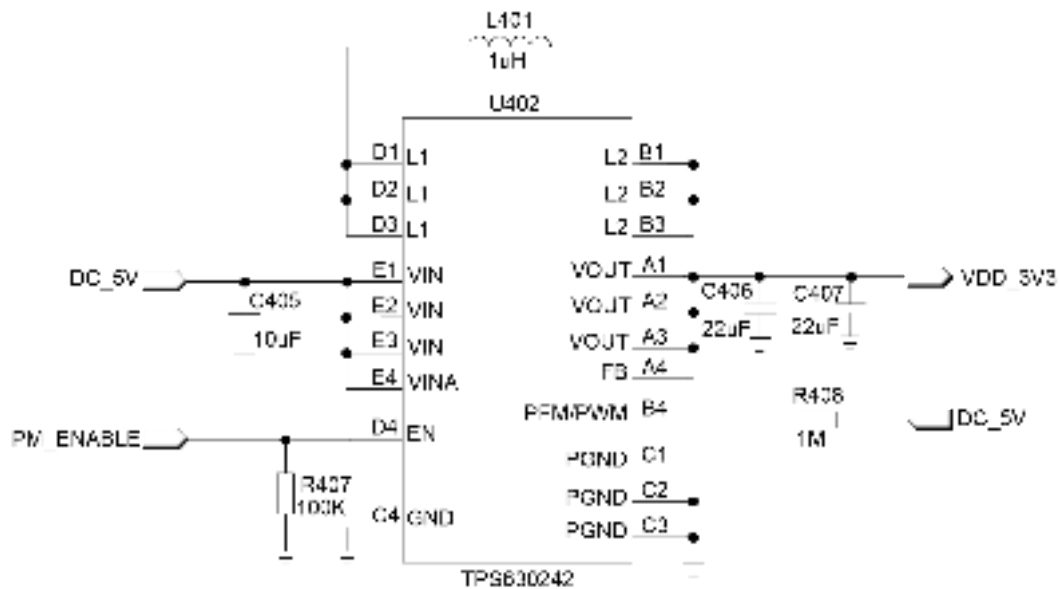 L401
1uH
U402
D1 L1 L2 B1
D2 L1 L2 B2
D3 L1 L2 B3
DC_5V E1 VIN VOUT A1 VDD_3V3
C405 E2 VIN VOUT A2 C406 C407
10uF E3 VIN VOUT A3 22uF 22uF
E4 VINA FB A4
PFM/PWM B4 R408 DC_5V
PM_ENABLE D4 EN 1M
PGND C1
R407 PGND C2
100K C4 GND PGND C3
TPS630242